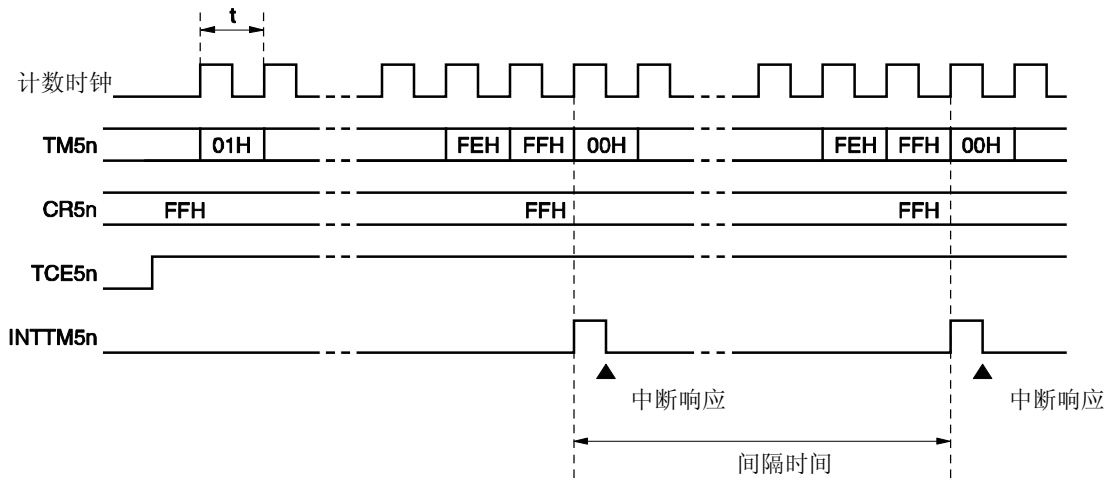 t
计数时钟
TM5n 01H FEH FFH 00H FEH FFH 00H
CR5n FFH FFH FFH
TCE5n
INTTM5n
中断响应 中断响应
间隔时间